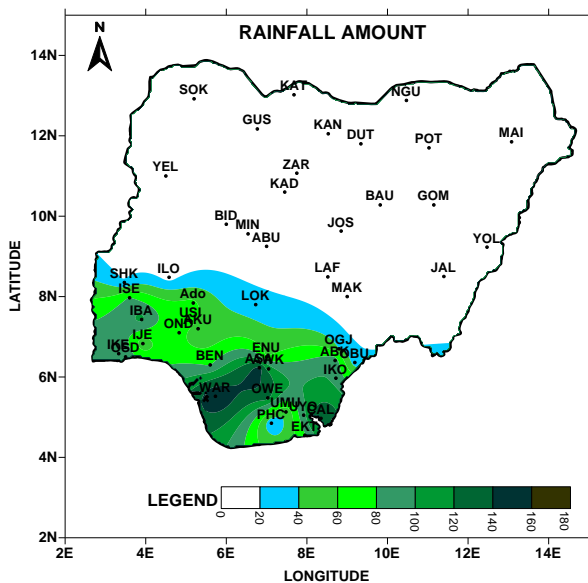 RAINFALL AMOUNT
N
14N
12N
10N
8N
6N
4N
2N
LATITUDE
SOK
KAT
NGU
GUS
KAN
DUT
POT
MAI
YEL
ZAR
KAD
BAU
GOM
BID
MIN
ABU
JOS
YOL
SHK
ILO
LAF
MAK
JAL
ISE
Ado
LOK
IBA
USI
AKU
OND
IJE
IKE
OSD
BEN
ENU
OGJ
ABK
OBU
ASA
AWK
WAR
OWE
UMU
UYO
CAL
PHC
EKT
LEGEND
0 20 40 60 80 100 120 140 160 180
2E 4E 6E 8E 10E 12E 14E
LONGITUDE